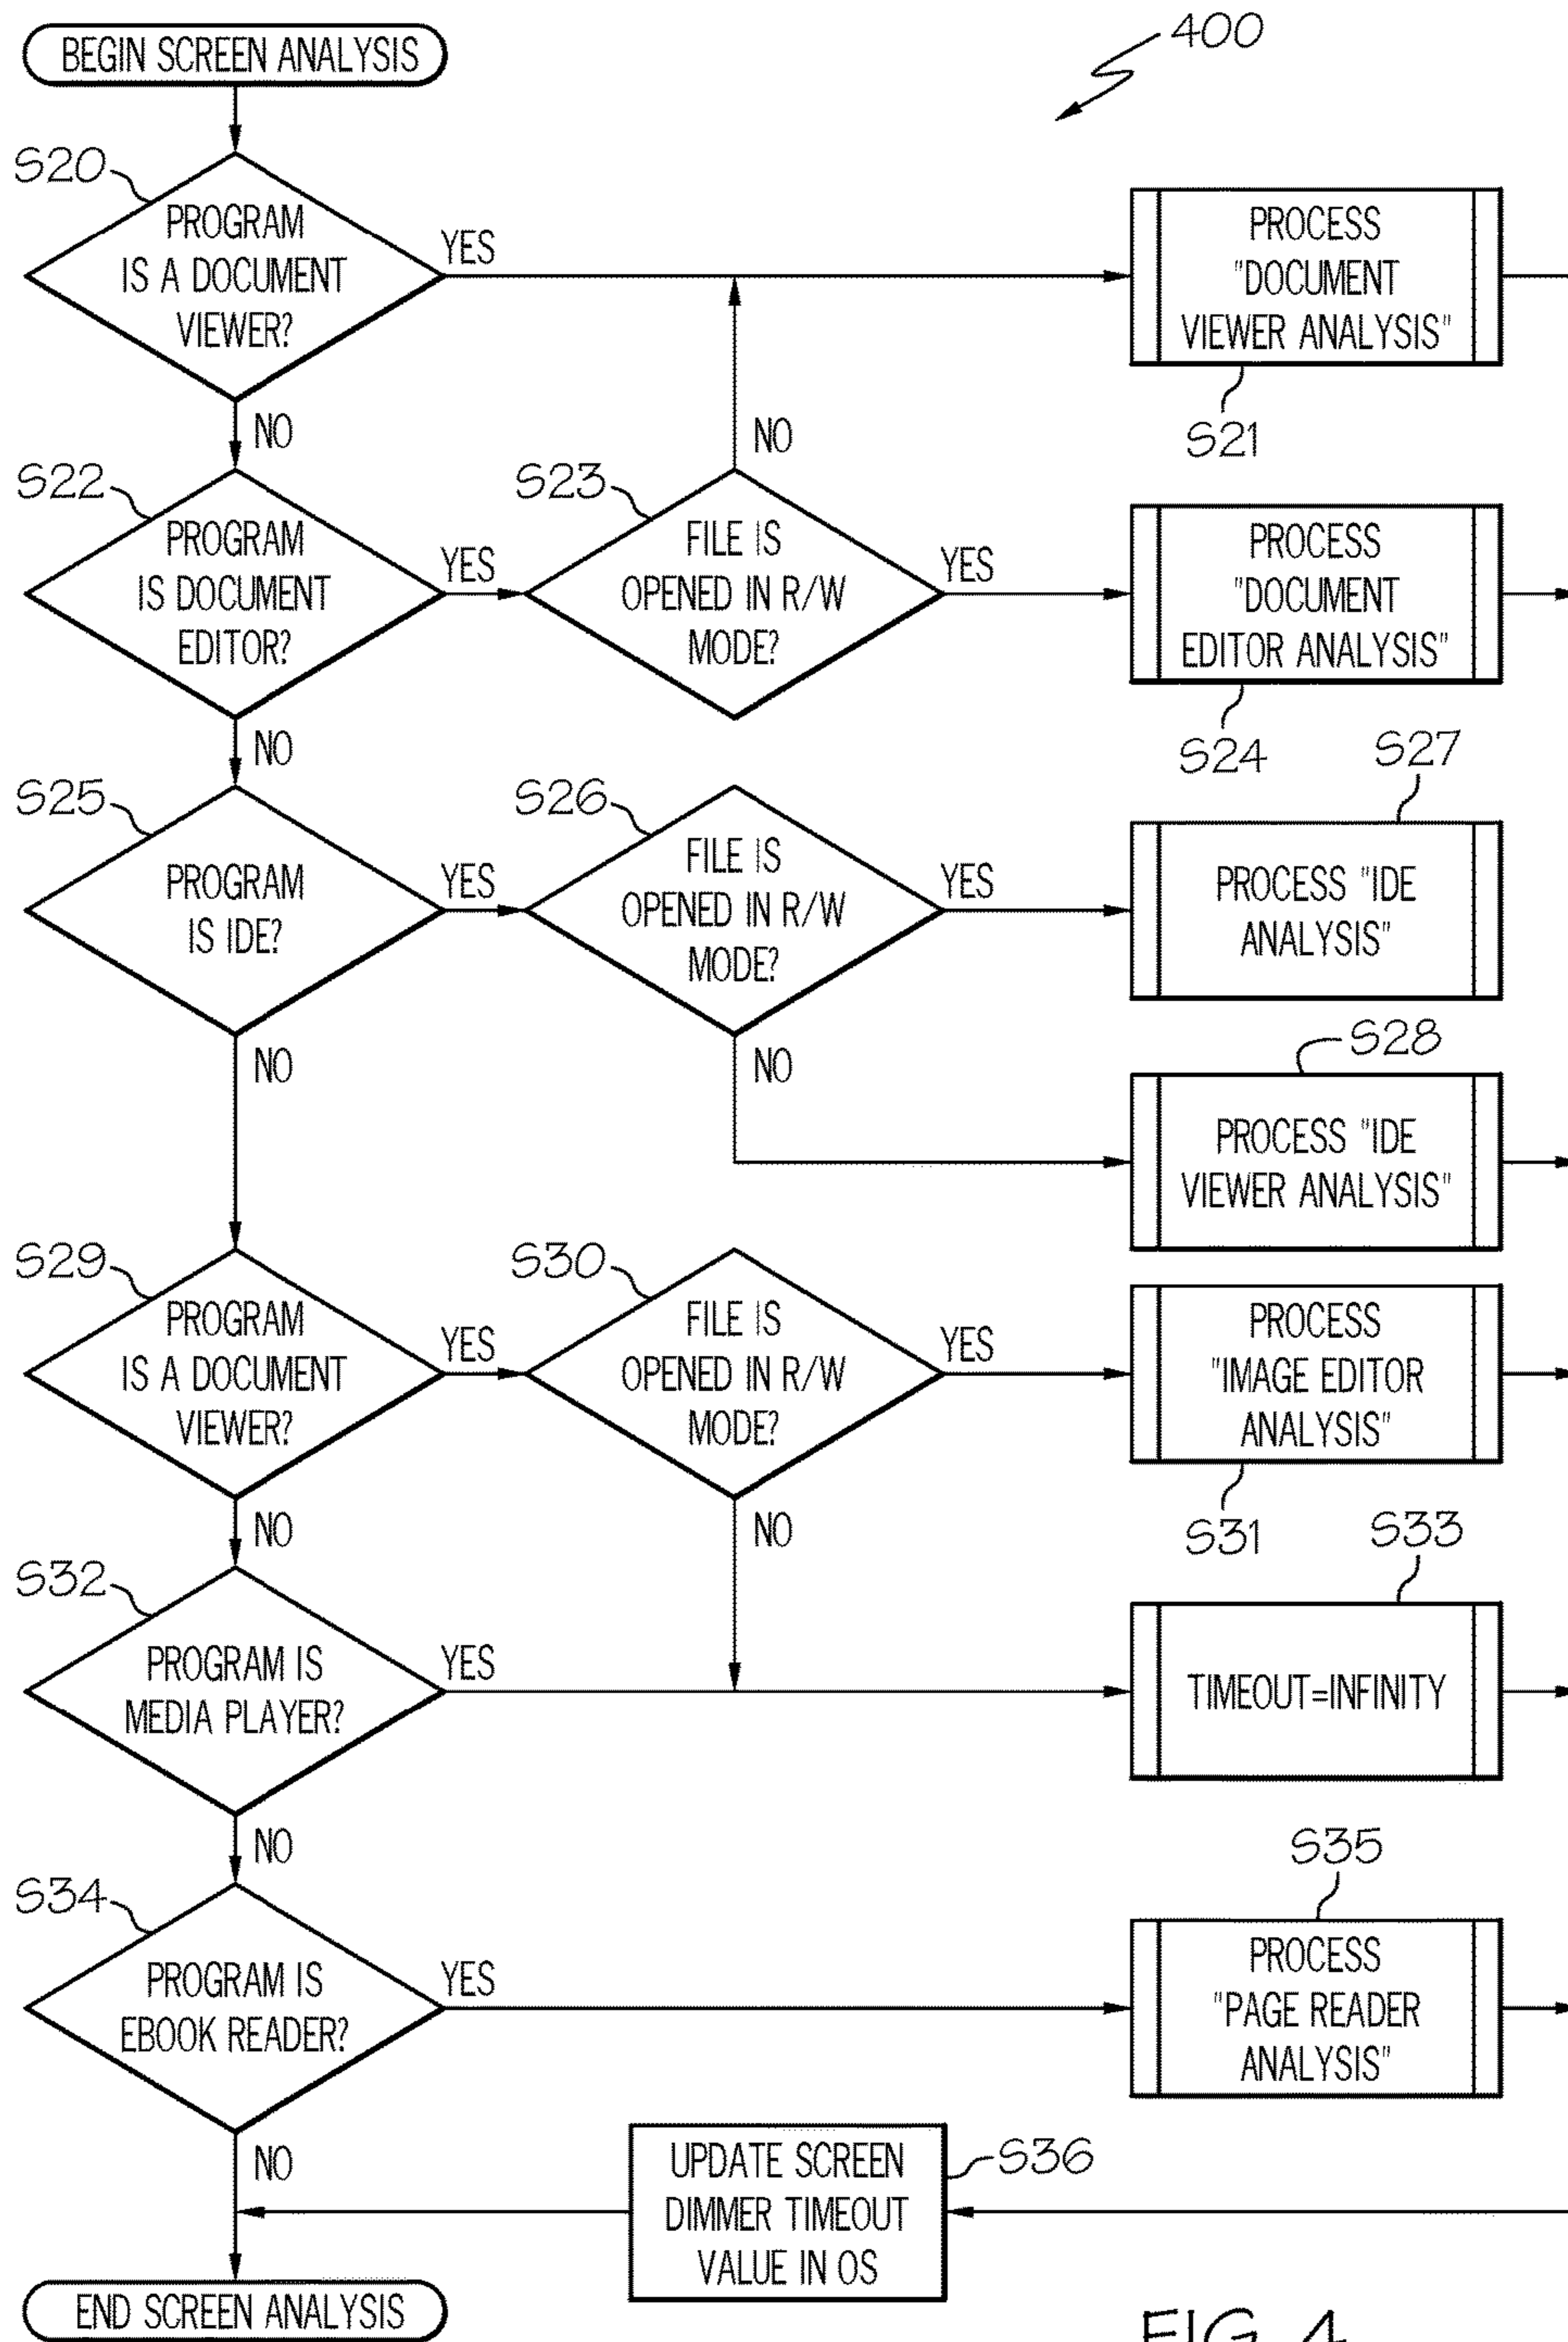 BEGIN SCREEN ANALYSIS
400
S20
PROGRAM
IS A DOCUMENT
VIEWER?
YES
NO
PROCESS
"DOCUMENT
VIEWER ANALYSIS"
S21
S22
PROGRAM
IS DOCUMENT
EDITOR?
YES
NO
S23
FILE IS
OPENED IN R/W
MODE?
NO
YES
PROCESS
"DOCUMENT
EDITOR ANALYSIS"
S24
S25
PROGRAM
IS IDE?
YES
NO
S26
FILE IS
OPENED IN R/W
MODE?
YES
NO
S27
PROCESS "IDE
ANALYSIS"
S28
PROCESS "IDE
VIEWER ANALYSIS"
S29
PROGRAM
IS A DOCUMENT
VIEWER?
YES
NO
S30
FILE IS
OPENED IN R/W
MODE?
YES
NO
PROCESS
"IMAGE EDITOR
ANALYSIS"
S31
S32
PROGRAM IS
MEDIA PLAYER?
YES
NO
S33
TIMEOUT=INFINITY
S34
PROGRAM IS
EBOOK READER?
YES
NO
S35
PROCESS
"PAGE READER
ANALYSIS"
UPDATE SCREEN
DIMMER TIMEOUT
VALUE IN OS
S36
END SCREEN ANALYSIS
FIG. 4